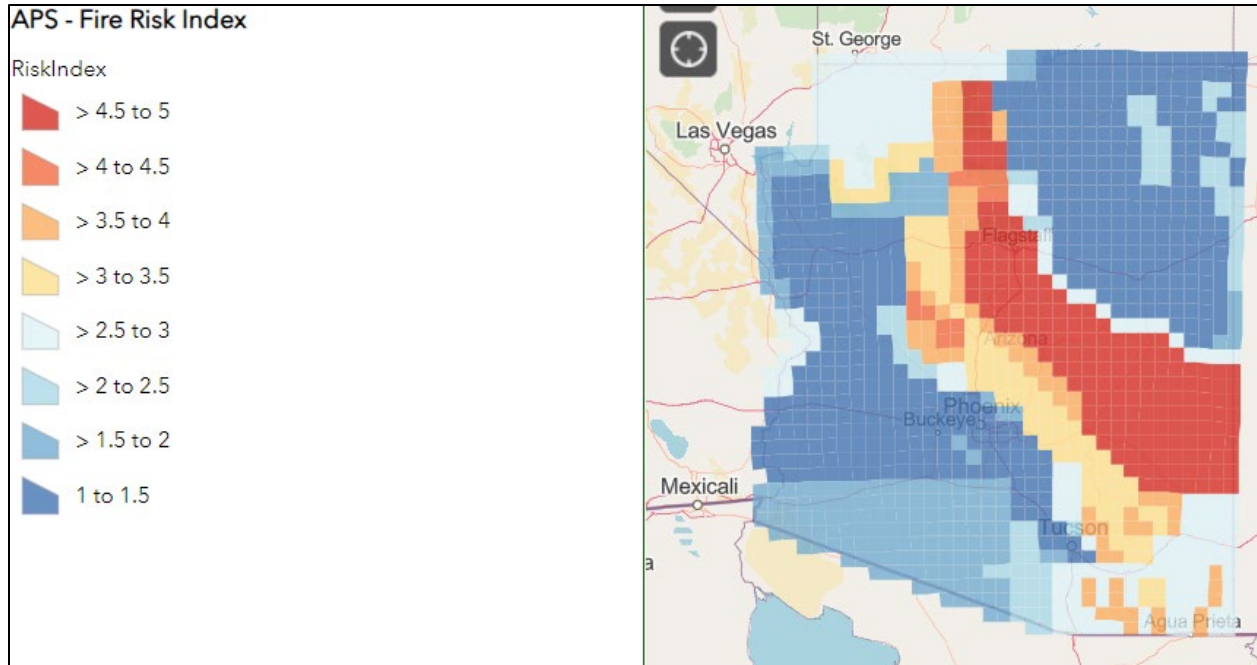 APS - Fire Risk Index
RiskIndex
> 4.5 to 5
> 4 to 4.5
> 3.5 to 4
> 3 to 3.5
> 2.5 to 3
> 2 to 2.5
> 1.5 to 2
1 to 1.5
St. George
Las Vegas
Flagstaff
Arizona
Phoenix
Buckeye
Mexicali
Tucson
a
Agua Prieta